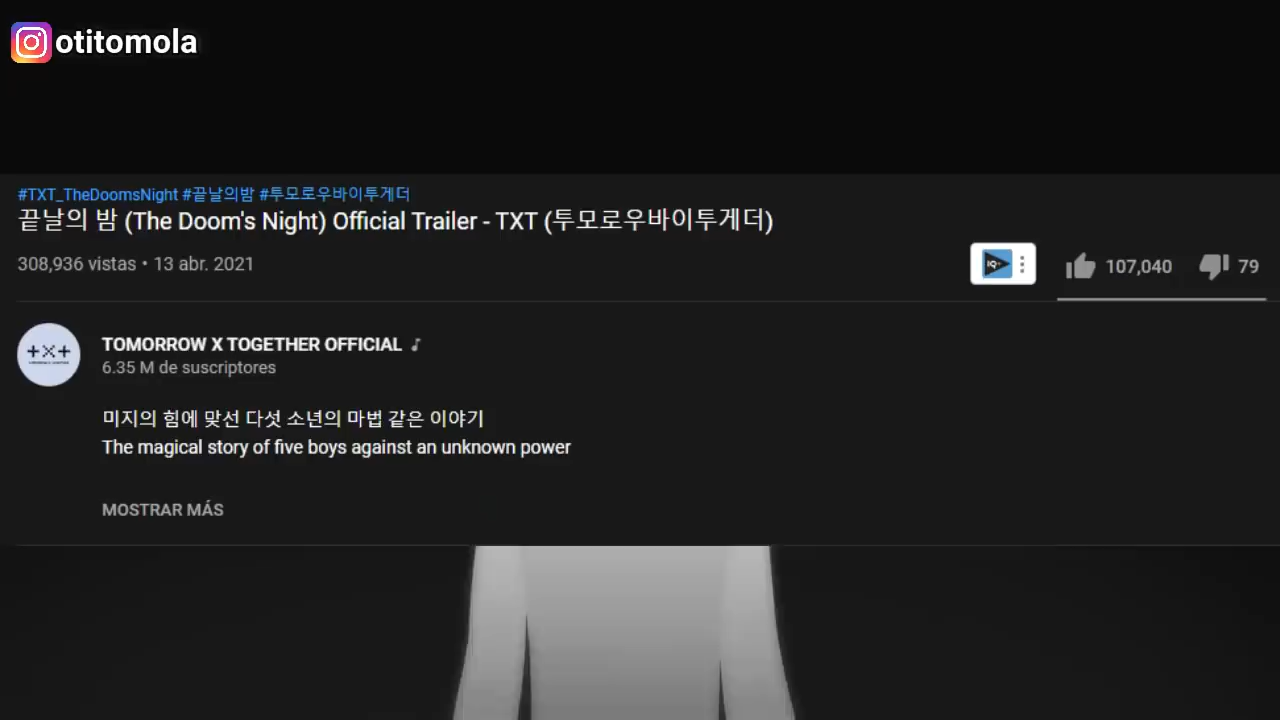 otitomola
#TXT_TheDoomsNight #끝날의밤 #투모로우바이투게더
끝날의 밤 (The Doom's Night) Official Trailer - TXT (투모로우바이투게더)
308,936 vistas • 13 abr. 2021
IQ+
107,040
79
+×+
TOMORROW X TOGETHER OFFICIAL
6.35 M de suscriptores
미지의 힘에 맞선 다섯 소년의 마법 같은 이야기
The magical story of five boys against an unknown power
MOSTRAR MÁS